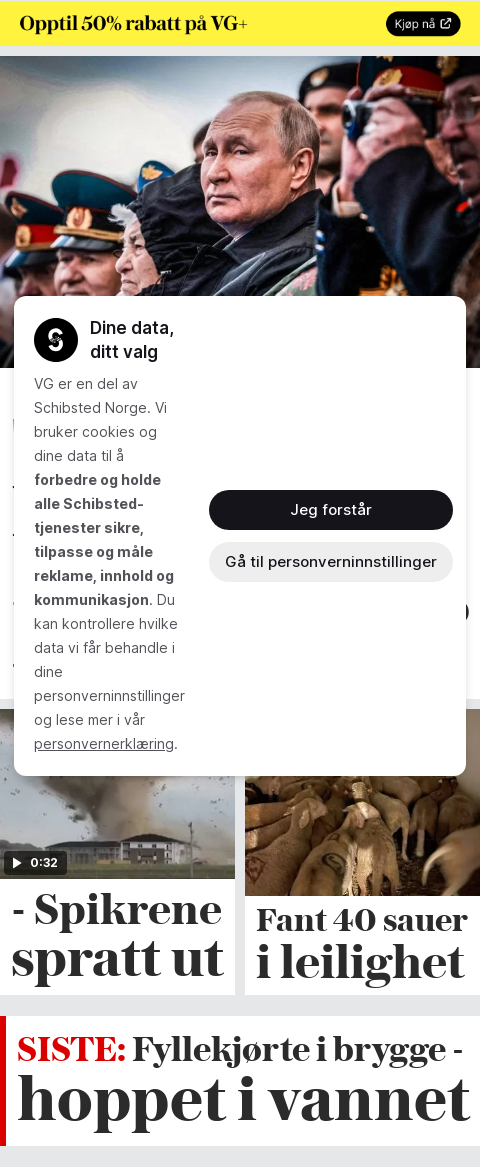 Opptil 50% rabatt på VG+
Kjøp nå
Dine data,
ditt valg
VG er en del av
Schibsted Norge. Vi
bruker cookies og
dine data til å
forbedre og holde
alle Schibsted-
tjenester sikre,
tilpasse og måle
reklame, innhold og
kommunikasjon. Du
kan kontrollere hvilke
data vi får behandle i
dine
personverninnstillinger
og lese mer i vår
personvernerklæring.
Jeg forstår
Gå til personverninnstillinger
0:32
- Spikrene
spratt ut
Fant 40 sauer
i leilighet
SISTE: Fyllekjørte i brygge -
hoppet i vannet